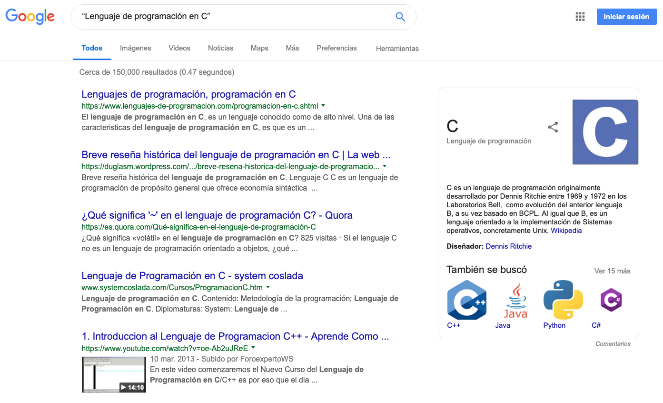 Google
“Lenguaje de programación en C”
Iniciar sesión
Todos Imágenes Videos Noticias Maps Más Preferencias Herramientas
Cerca de 150,000 resultados (0.47 segundos)
Lenguajes de programación, programación en C
https://www.lenguajes-de-programacion.com/programacion-en-c.shtml
El lenguaje de programación en C, es un lenguaje conocido como de alto nivel. Una de las
características del lenguaje de programación en C, es que es un ...
Breve reseña histórica del lenguaje de programación en C | La web ...
https://duglasm.wordpress.com/.../breve-resena-historica-del-lenguaje-de-programacio...
Breve reseña histórica del lenguaje de programación en C. Lenguaje C C es un lenguaje de
programación de propósito general que ofrece economía sintáctica ...
¿Qué significa '~' en el lenguaje de programación C? - Quora
https://es.quora.com/Qué-significa-en-el-lenguaje-de-programación-C
¿Qué significa «volátil» en el lenguaje de programación en C? 825 visitas · Si el lenguaje C
no es un lenguaje de programación orientado a objetos, ¿qué ...
Lenguaje de Programación en C - system coslada
www.systemcoslada.com/Cursos/ProgramacionC.htm
Lenguaje de programación en C. Contenido: Metodología de la programación; Lenguaje de
Programación en C. Diplomaturas: System: Lenguaje de ...
1. Introduccion al Lenguaje de Programacion C++ - Aprende Como ...
https://www.youtube.com/watch?v=oe-Ab2uJReE
10 mar. 2013 - Subido por ForoexpertoWS
En este video comenzaremos el Nuevo Curso del Lenguaje de
Programación en C/C++ es por eso que el dia ...
14:10
C
Lenguaje de programación
C
C es un lenguaje de programación originalmente
desarrollado por Dennis Ritchie entre 1969 y 1972 en los
Laboratorios Bell, como evolución del anterior lenguaje
B, a su vez basado en BCPL. Al igual que B, es un
lenguaje orientado a la implementación de Sistemas
operativos, concretamente Unix. Wikipedia
Diseñador: Dennis Ritchie
También se buscó Ver 15 más
C++ Java C#
C++ Java Python C#
Comentarios